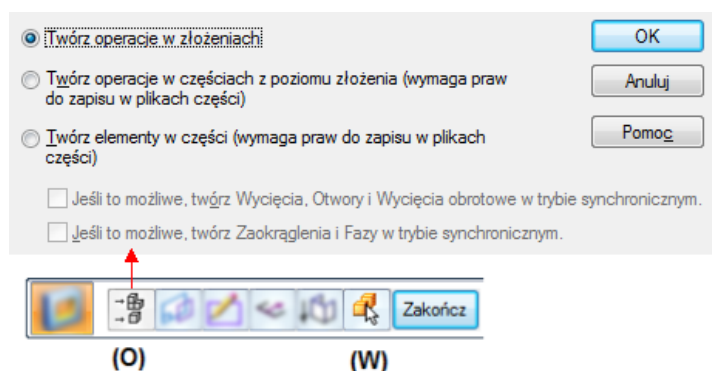 Twórz operacje w złożeniach
OK
Twórz operacje w częściach z poziomu złożenia (wymaga praw
do zapisu w plikach części)
Anuluj
Twórz elementy w części (wymaga praw do zapisu w plikach
części)
Pomoc
Jeśli to możliwe, twórz Wycięcia, Otwory i Wycięcia obrotowe w trybie synchronicznym.
Jeśli to możliwe, twórz Zaokrąglenia i Fazy w trybie synchronicznym.
Zakończ
(O)
(W)